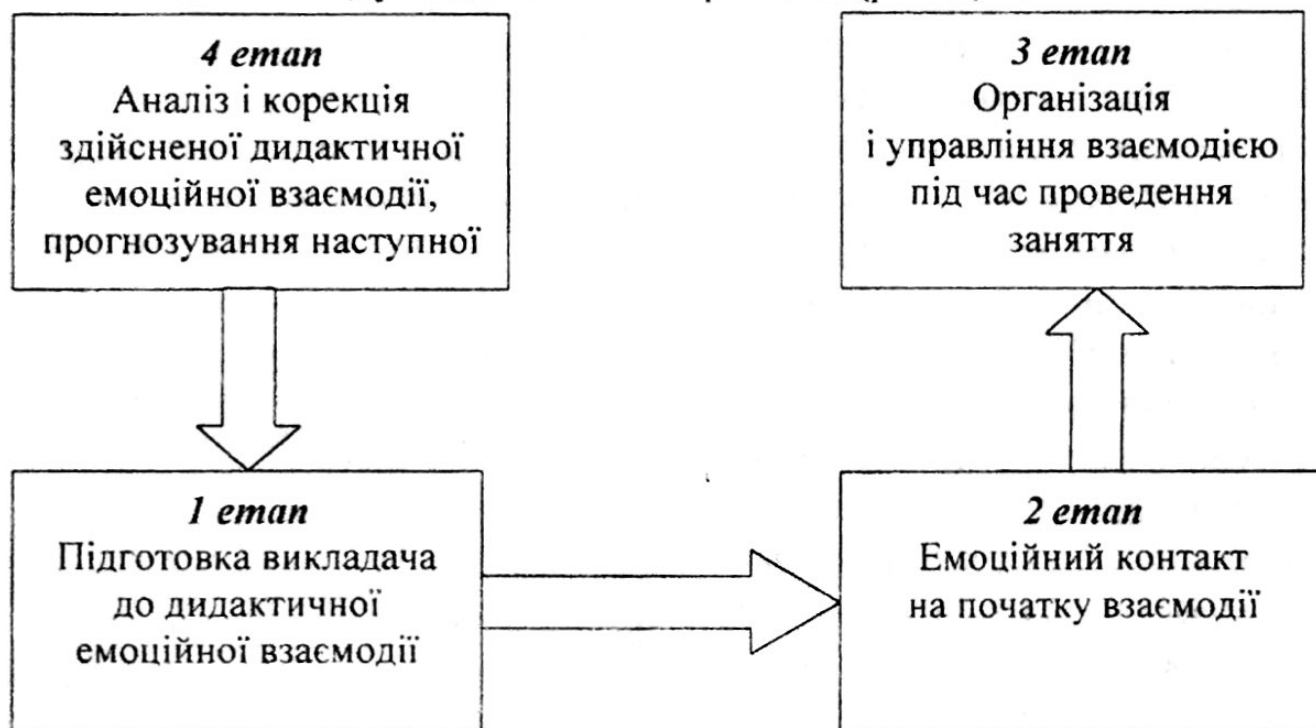 4 етап
Аналіз і корекція
здійсненої дидактичної
емоційної взаємодії,
прогнозування наступної
3 етап
Організація
і управління взаємодією
під час проведення
заняття
1 етап
Підготовка викладача
до дидактичної
емоційної взаємодії
2 етап
Емоційний контакт
на початку взаємодії